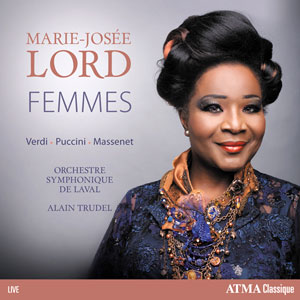 MARIE-JOSÉE
LORD
FEMMES
Verdi • Puccini • Massenet
ORCHESTRE
SYMPHONIQUE
DE LAVAL
ALAIN TRUDEL
LIVE
ATMA Classique